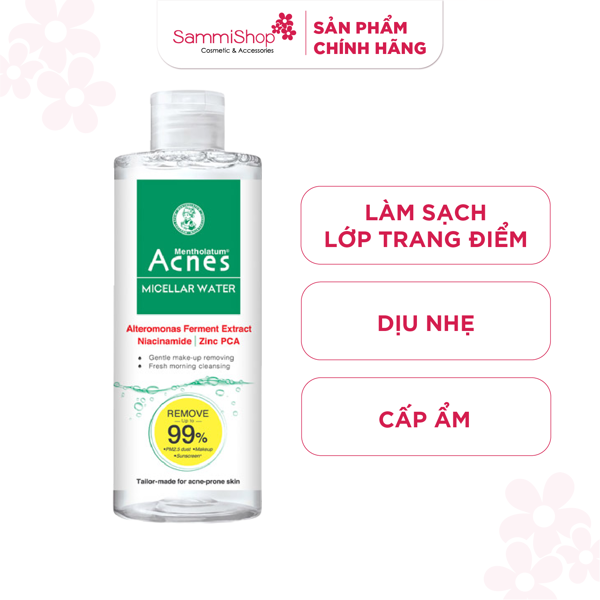 SammiShop
Cosmetic & Accessories
SẢN PHẨM
CHÍNH HÃNG
Mentholatum®
Acnes
MICELLAR WATER
Alteromonas Ferment Extract
Niacinamide | Zinc PCA
• Gentle make-up removing
• Fresh morning cleansing
REMOVE
Up to
99%
•PM2.5 dust •Makeup
•Sunscreen*
Tailor-made for acne-prone skin
LÀM SẠCH
LỚP TRANG ĐIỂM
DỊU NHẸ
CẤP ẨM